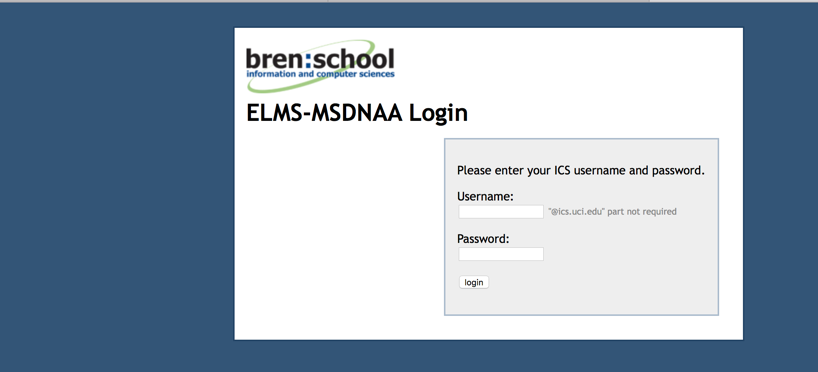 bren:school
information and computer sciences
ELMS-MSDNAA Login
Please enter your ICS username and password.
Username:
"@ics.uci.edu" part not required
Password:
login